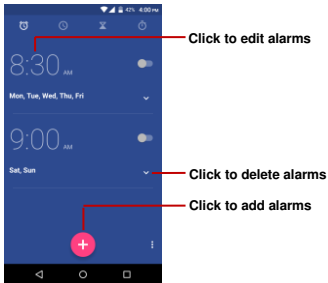 42% 4:00 PM
Click to edit alarms
8:30 AM
Mon, Tue, Wed, Thu, Fri
9:00 AM
Sat, Sun
Click to delete alarms
Click to add alarms